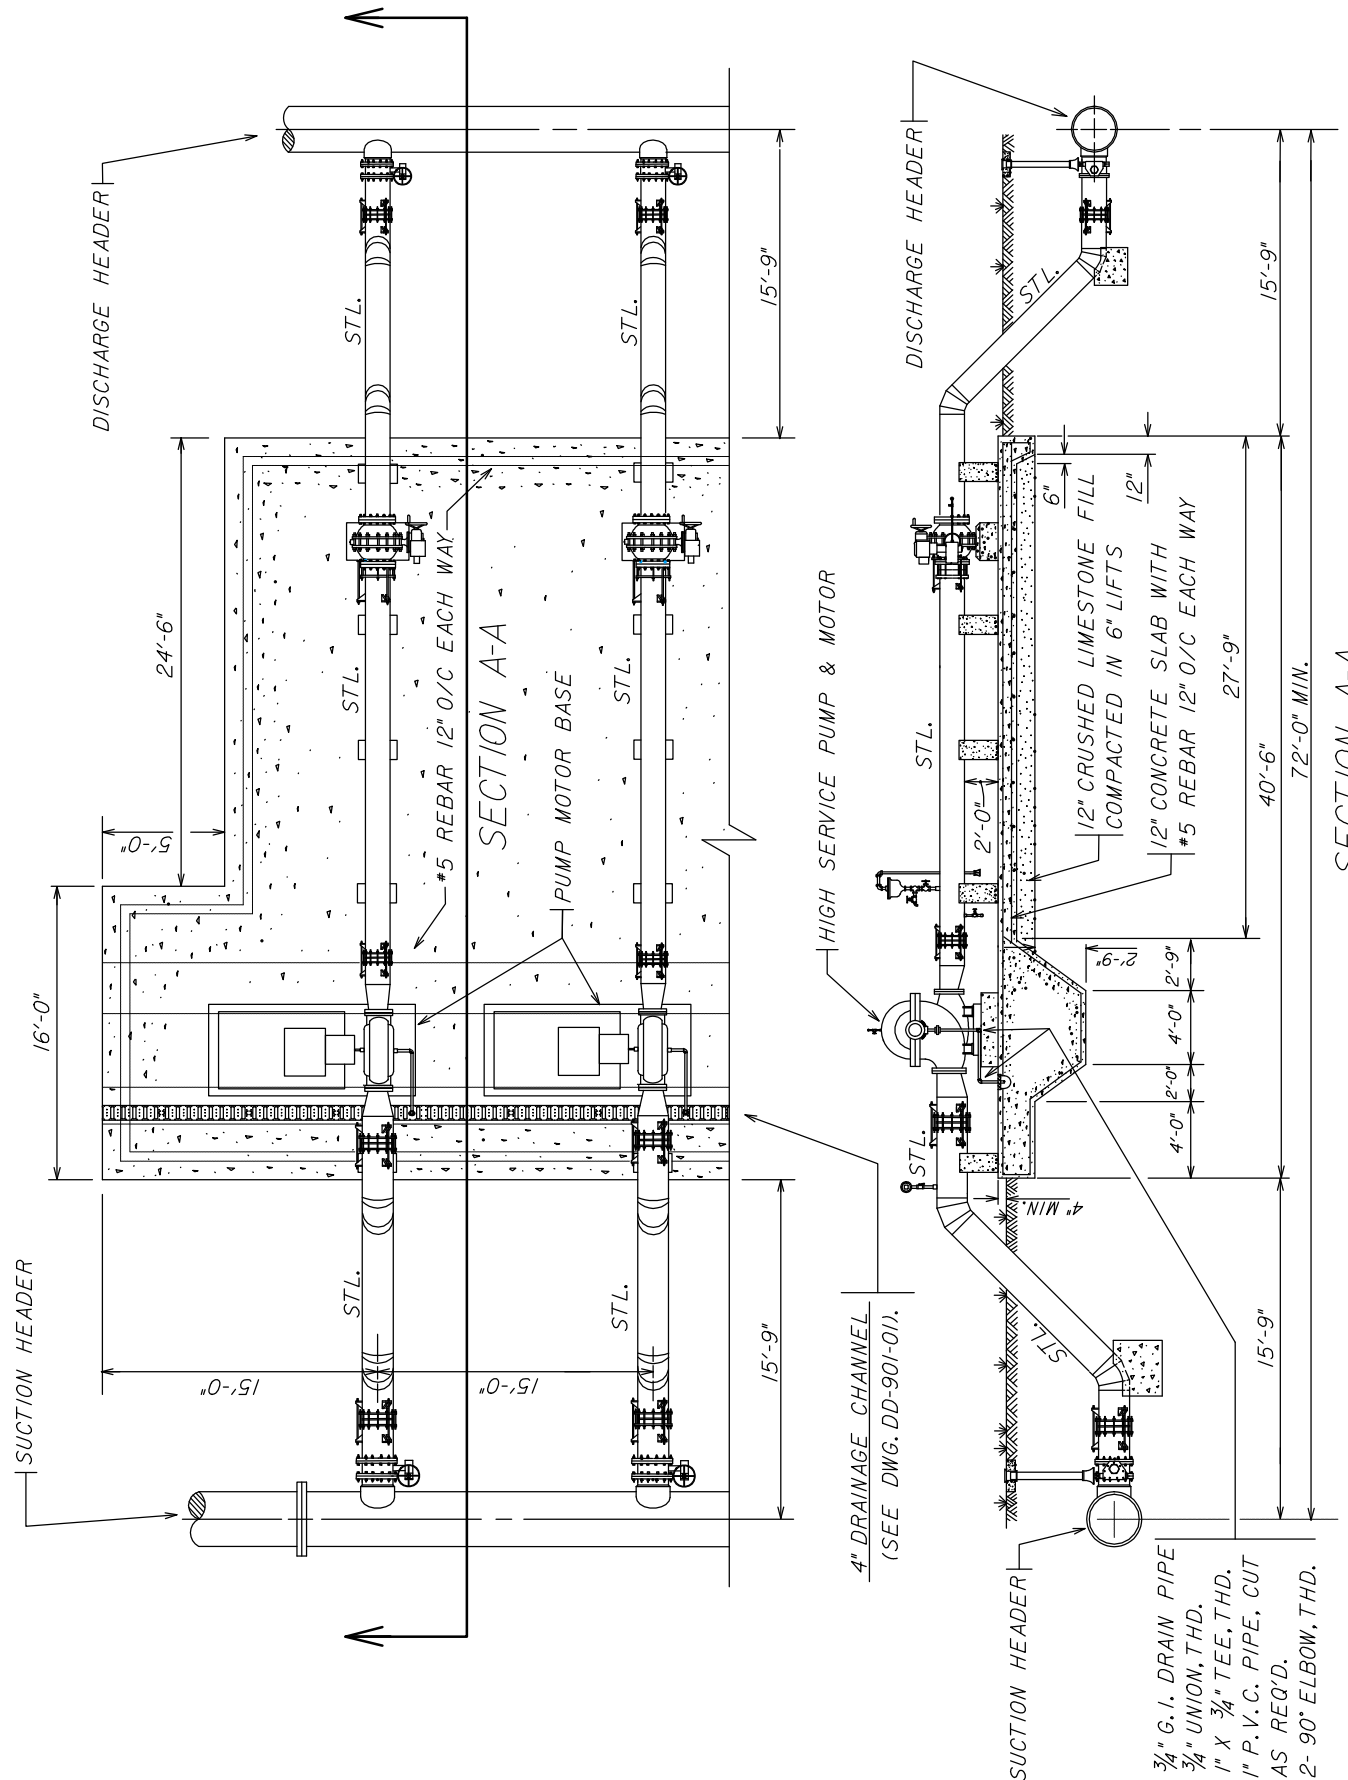 DISCHARGE HEADER
24'-6"
5'-0"
16'-0"
SUCTION HEADER
STL.
STL.
STL.
STL.
STL.
STL.
15'-9"
#5 REBAR 12" O/C EACH WAY
SECTION A-A
PUMP MOTOR BASE
15'-0"
15'-0"
15'-9"
4" DRAINAGE CHANNEL
(SEE DWG. DD-901-01).
HIGH SERVICE PUMP & MOTOR
DISCHARGE HEADER
STL.
STL.
STL.
STL.
2'-0"
6"
12"
12" CRUSHED LIMESTONE FILL
COMPACTED IN 6" LIFTS
12" CONCRETE SLAB WITH
#5 REBAR 12" O/C EACH WAY
15'-9"
27'-9"
40'-6"
72'-0" MIN.
2'-9"
2'-9"
4'-0"
2'-0"
4'-0"
4" MIN.
15'-9"
SUCTION HEADER
3/4" G.I. DRAIN PIPE
3/4" UNION, THD.
1" X 3/4" TEE, THD.
1" P.V.C. PIPE, CUT
AS REQ'D.
2- 90° ELBOW, THD.
SECTION A-A